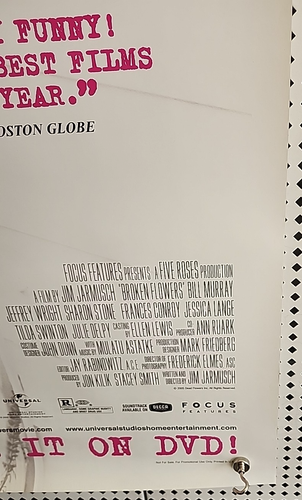 FUNNY!
BEST FILMS
YEAR."
OSTON GLOBE
FOCUS FEATURES PRESENTS A FIVE ROSES PRODUCTION
A FILM BY JIM JARMUSCH "BROKEN FLOWERS" BILL MURRAY
JEFFREY WRIGHT SHARON STONE FRANCES CONROY JESSICA LANGE
TILDA SWINTON JULIE DELPY CASTING BY ELLEN LEWIS CO PRODUCER ANN RUARK
COSTUME DESIGNER JOHN DUNN WITH MUSIC BY MULATU ASTATKE PRODUCTION DESIGNER MARK FRIEDBERG
EDITOR JAY RABINOWITZ A.C.E. DIRECTOR OF PHOTOGRAPHY FREDERICK ELMES, ASC
PRODUCED BY JON KILIK STACEY SMITH WRITTEN AND DIRECTED BY JIM JARMUSCH
UNIVERSAL
R
SOUNDTRACK AVAILABLE ON DECCA
FOCUS
FEATURES
ersmovie.com www.universalstudioshomeentertainment.com
IT ON DVD!